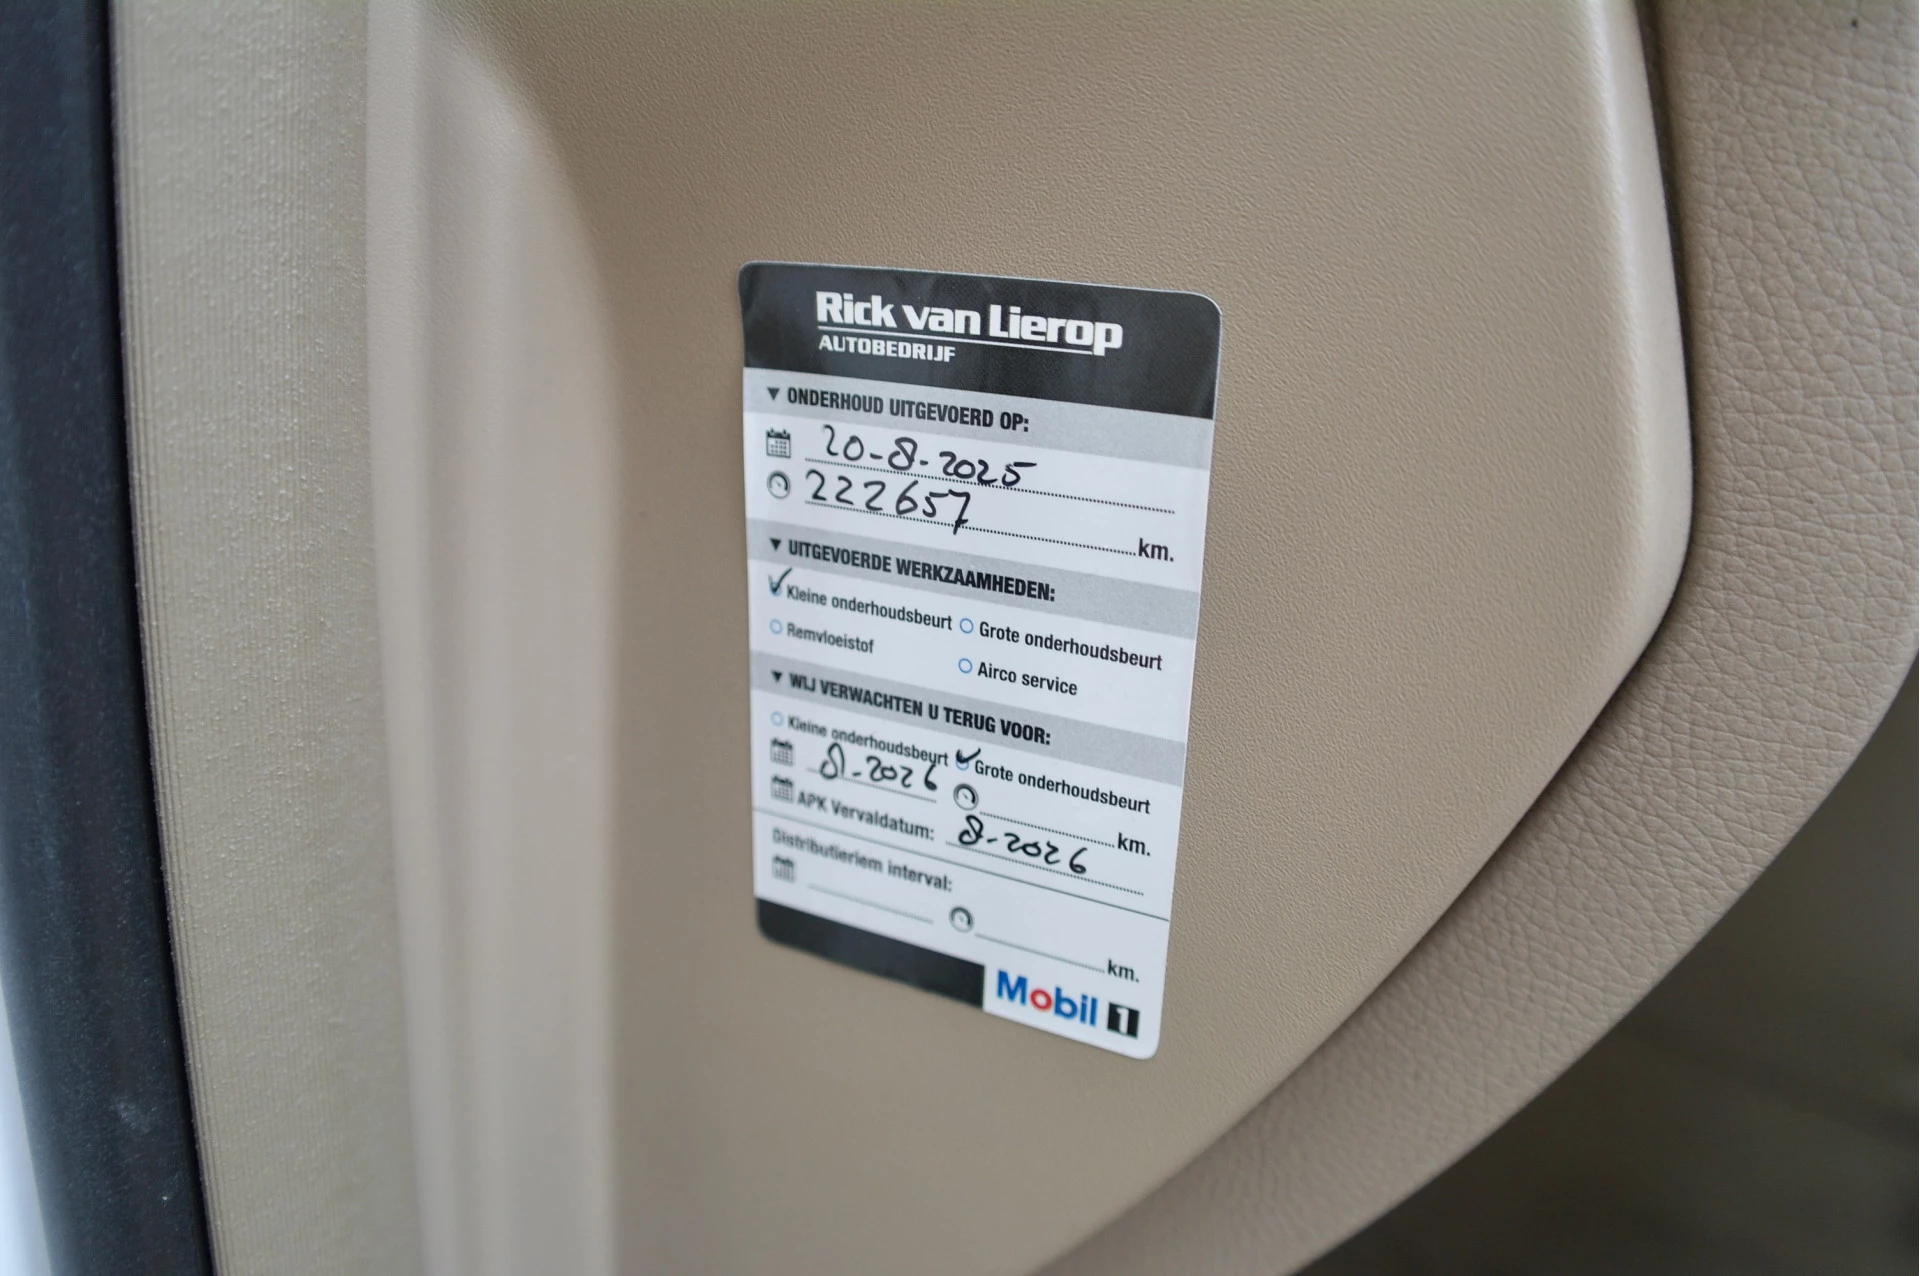 Rick van Lierop
AUTOBEDRIJF
▼ ONDERHOUD UITGEVOERD OP:
20-8-2025
222657 km.
▼ UITGEVOERDE WERKZAAMHEDEN:
✓ Kleine onderhoudsbeurt ○ Grote onderhoudsbeurt
○ Remvloeistof ○ Airco service
▼ WIJ VERWACHTEN U TERUG VOOR:
○ Kleine onderhoudsbeurt ✓ Grote onderhoudsbeurt
8-2026 km.
APK Vervaldatum: 8-2026
Distributieriem interval:
km.
Mobil 1